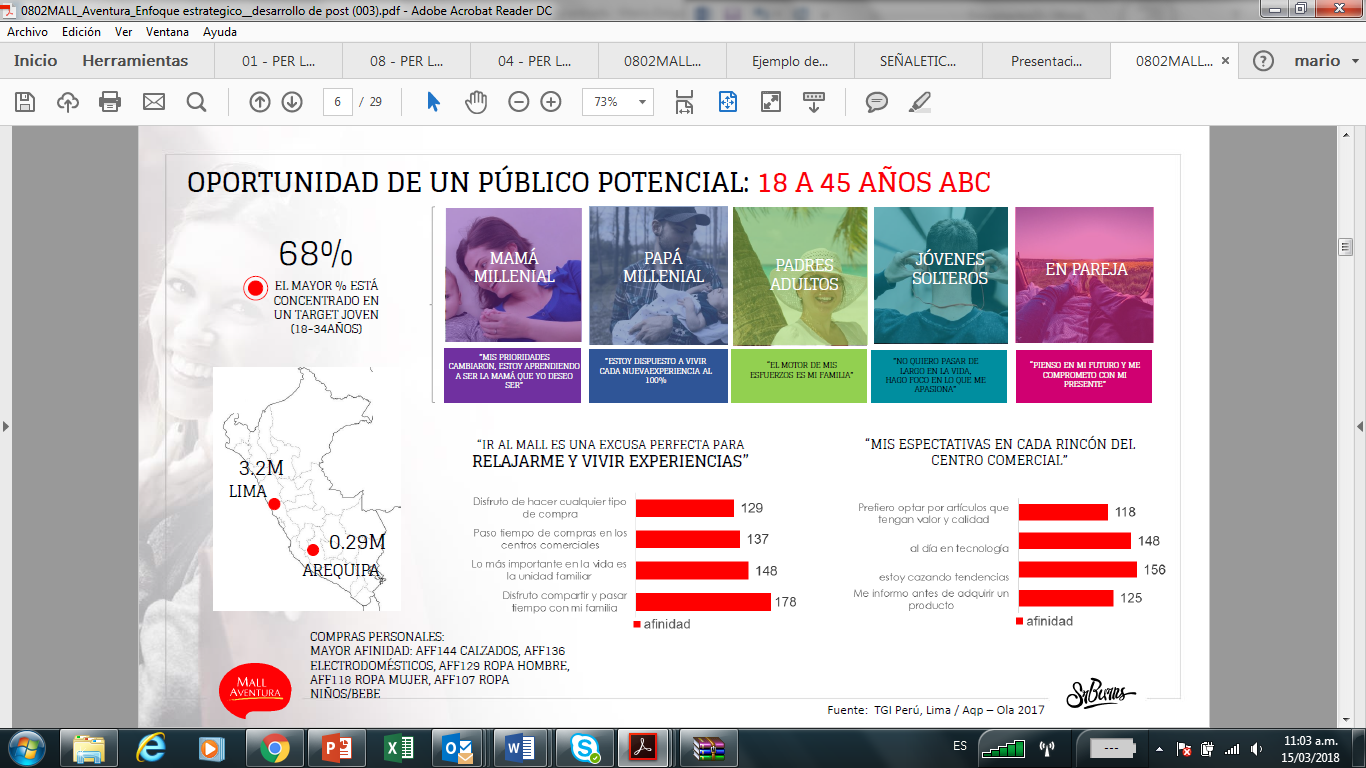 0802MALL_Aventura_Enfoque estrategico__desarrollo de post (003).pdf - Adobe Acrobat Reader DC
Archivo Edición Ver Ventana Ayuda
Inicio Herramientas 01 - PER L... 08 - PER L... 04 - PER L... 0802MALL... Ejemplo de... SEÑALETIC... Presentaci... 0802MALL... × ? mario
6 / 29 73%
OPORTUNIDAD DE UN PÚBLICO POTENCIAL: 18 A 45 AÑOS ABC
68%
EL MAYOR % ESTÁ
CONCENTRADO EN
UN TARGET JOVEN
(18-34AÑOS)
MAMÁ
MILLENIAL
PAPÁ
MILLENIAL
PADRES
ADULTOS
JÓVENES
SOLTEROS
EN PAREJA
"MIS PRIORIDADES
CAMBIARON, ESTOY APRENDIENDO
A SER LA MAMÁ QUE YO DESEO
SER"
"ESTOY DISPUESTO A VIVIR
CADA NUEVAEXPERIENCIA AL
100%
"EL MOTOR DE MIS
ESFUERZOS ES MI FAMILIA"
"NO QUIERO PASAR DE
LARGO EN LA VIDA,
HAGO FOCO EN LO QUE ME
APASIONA"
"PIENSO EN MI FUTURO Y ME
COMPROMETO CON MI
PRESENTE"
3.2M
LIMA
0.29M
AREQUIPA
"IR AL MALL ES UNA EXCUSA PERFECTA PARA
RELAJARME Y VIVIR EXPERIENCIAS"
Disfruto de hacer cualquier tipo
de compra
129
Paso tiempo de compras en los
centros comerciales
137
Lo más importante en la vida es
la unidad familiar
148
Disfruto compartir y pasar
tiempo con mi familia
178
afinidad
"MIS ESPECTATIVAS EN CADA RINCÓN DEL
CENTRO COMERCIAL"
Prefiero optar por artículos que
tengan valor y calidad
118
al día en tecnología
148
estoy cazando tendencias
156
Me informo antes de adquirir un
producto
125
afinidad
COMPRAS PERSONALES:
MAYOR AFINIDAD: AFF144 CALZADOS, AFF136
ELECTRODOMÉSTICOS, AFF129 ROPA HOMBRE,
AFF118 ROPA MUJER, AFF107 ROPA
NIÑOS/BEBE
MALL
AVENTURA
Sr Burns
Fuente: TGI Perú, Lima / Aqp – Ola 2017
ES
---
11:03 a.m.
15/03/2018